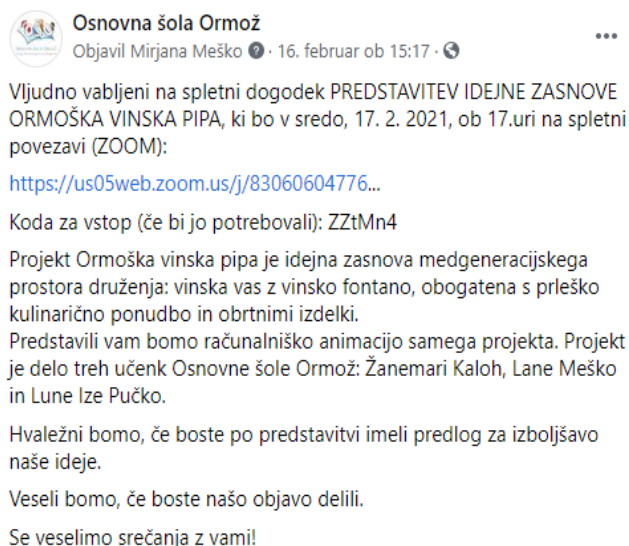 Osnovna šola Ormož
Objavil Mirjana Meško · 16. februar ob 15:17 ·
Vljudno vabljeni na spletni dogodek PREDSTAVITEV IDEJNE ZASNOVE
ORMOŠKA VINSKA PIPA, ki bo v sredo, 17. 2. 2021, ob 17.uri na spletni
povezavi (ZOOM):
https://us05web.zoom.us/j/83060604776...
Koda za vstop (če bi jo potrebovali): ZZtMn4
Projekt Ormoška vinska pipa je idejna zasnova medgeneracijskega
prostora druženja: vinska vas z vinsko fontano, obogatena s prleško
kulinarično ponudbo in obrtnimi izdelki.
Predstavili vam bomo računalniško animacijo samega projekta. Projekt
je delo treh učenk Osnovne šole Ormož: Žanemari Kaloh, Lane Meško
in Lune Ize Pučko.
Hvaležni bomo, če boste po predstavitvi imeli predlog za izboljšavo
naše ideje.
Veseli bomo, če boste našo objavo delili.
Se veselimo srečanja z vami!